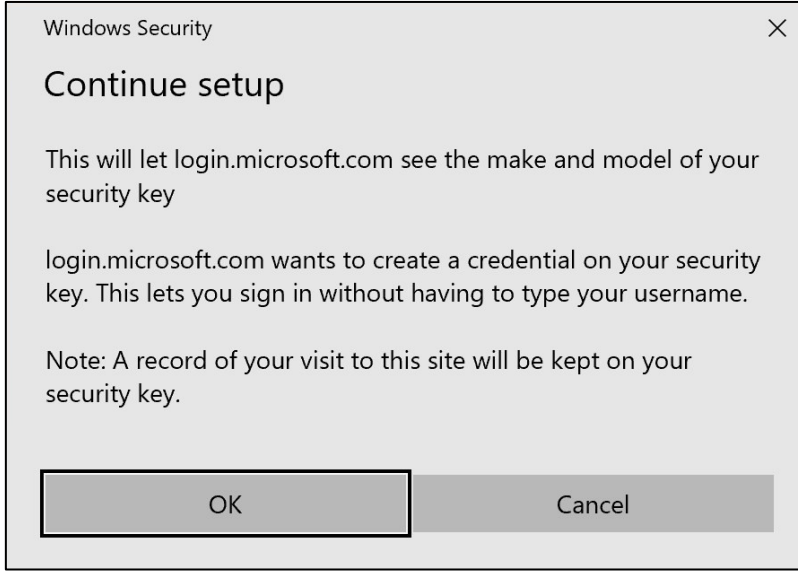 Windows Security
Continue setup
This will let login.microsoft.com see the make and model of your
security key
login.microsoft.com wants to create a credential on your security
key. This lets you sign in without having to type your username.
Note: A record of your visit to this site will be kept on your
security key.
OK
Cancel